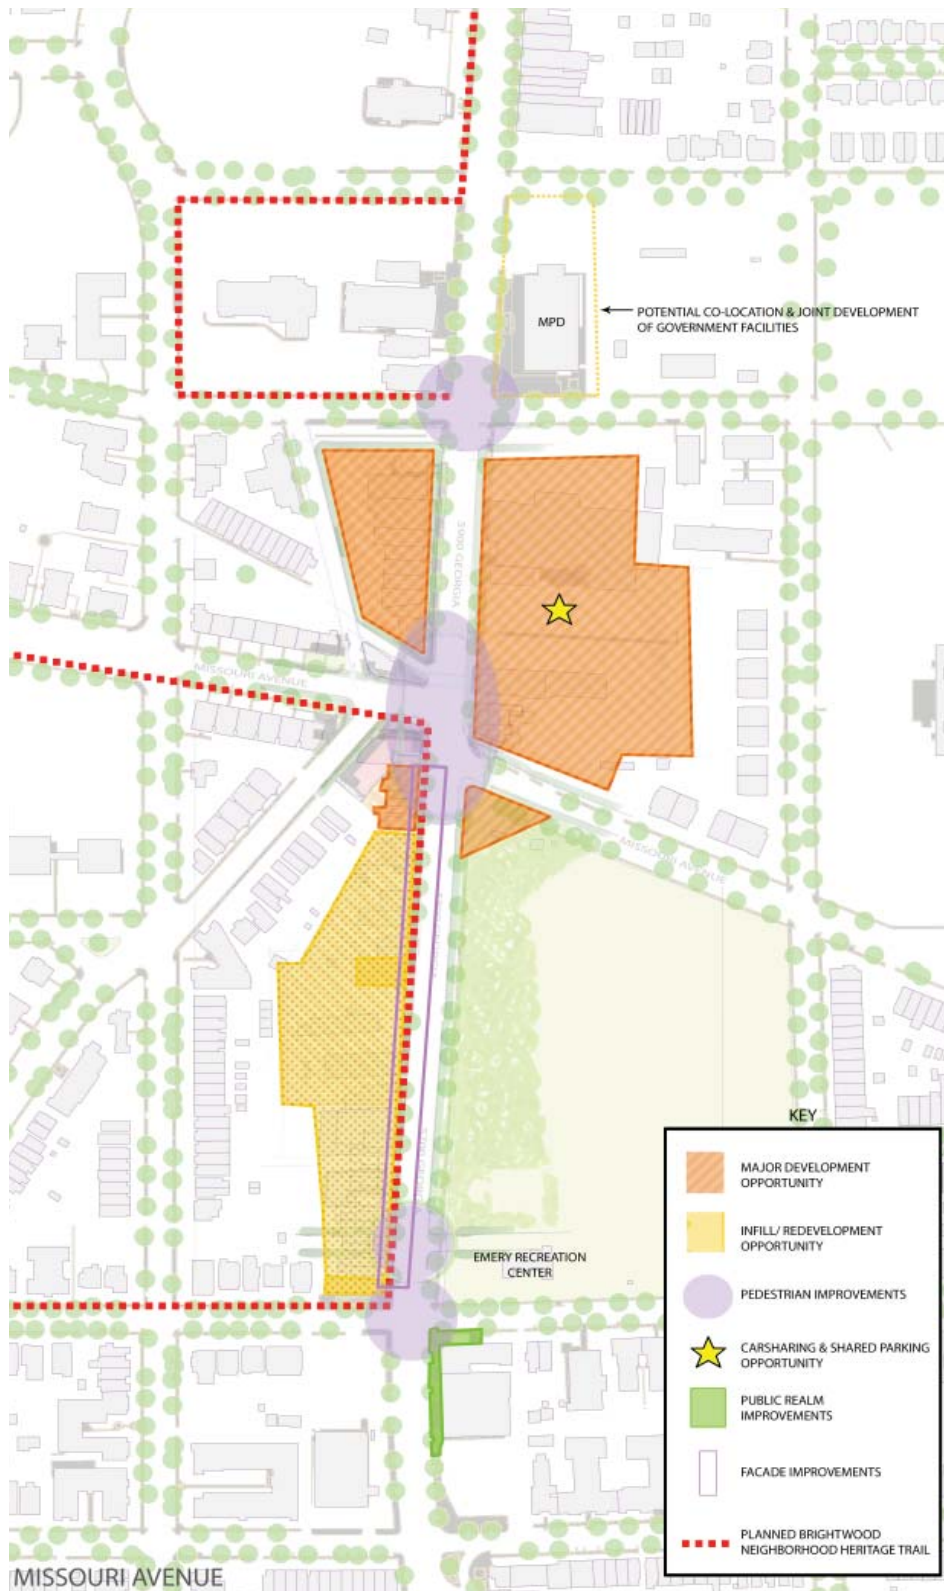 MPD
POTENTIAL CO-LOCATION & JOINT DEVELOPMENT
OF GOVERNMENT FACILITIES
5900 GEORGIA
MISSOURI AVENUE
MISSOURI AVENUE
EMERY RECREATION
CENTER
KEY
MAJOR DEVELOPMENT
OPPORTUNITY
INFILL/ REDEVELOPMENT
OPPORTUNITY
PEDESTRIAN IMPROVEMENTS
CARSHARING & SHARED PARKING
OPPORTUNITY
PUBLIC REALM
IMPROVEMENTS
FACADE IMPROVEMENTS
PLANNED BRIGHTWOOD
NEIGHBORHOOD HERITAGE TRAIL
MISSOURI AVENUE